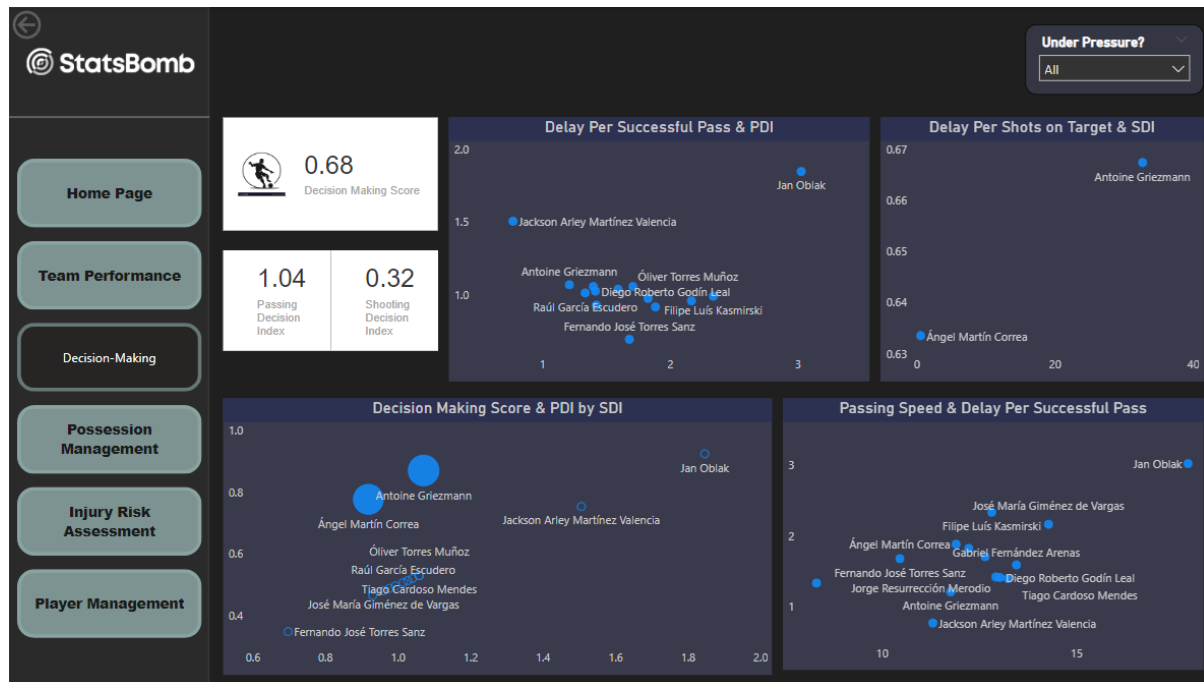 StatsBomb
Under Pressure?
All
Home Page
Team Performance
Decision-Making
Possession
Management
Injury Risk
Assessment
Player Management
0.68
Decision Making Score
1.04
Passing
Decision
Index
0.32
Shooting
Decision
Index
Delay Per Successful Pass & PDI
2.0
1.5
1.0
Jan Oblak
Jackson Arley Martínez Valencia
Antoine Griezmann
Óliver Torres Muñoz
Diego Roberto Godín Leal
Raúl García Escudero
Filipe Luís Kasmirski
Fernando José Torres Sanz
1 2 3
Delay Per Shots on Target & SDI
0.67
0.66
0.65
0.64
0.63
Antoine Griezmann
Ángel Martín Correa
0 20 40
Decision Making Score & PDI by SDI
1.0
0.8
0.6
0.4
Jan Oblak
Antoine Griezmann
Ángel Martín Correa
Jackson Arley Martínez Valencia
Óliver Torres Muñoz
Raúl García Escudero
Tiago Cardoso Mendes
José María Giménez de Vargas
Fernando José Torres Sanz
0.6 0.8 1.0 1.2 1.4 1.6 1.8 2.0
Passing Speed & Delay Per Successful Pass
3
2
1
Jan Oblak
José María Giménez de Vargas
Filipe Luís Kasmirski
Ángel Martín Correa
Gabriel Fernández Arenas
Fernando José Torres Sanz
Diego Roberto Godín Leal
Jorge Resurrección Merodio
Tiago Cardoso Mendes
Antoine Griezmann
Jackson Arley Martínez Valencia
10 15